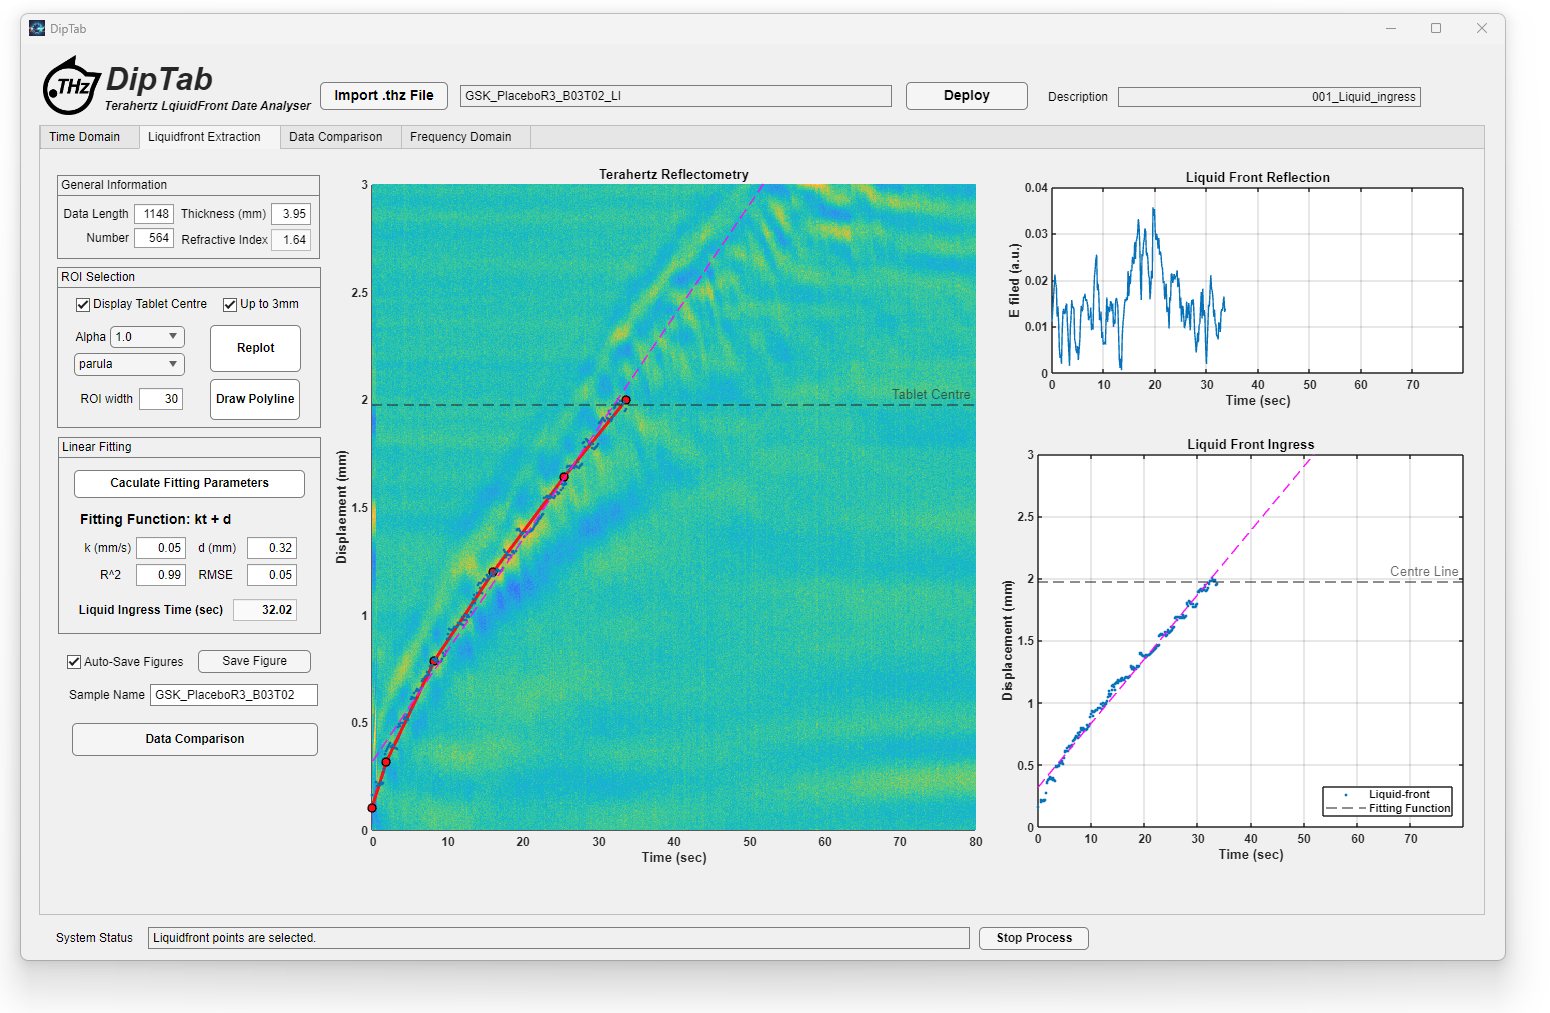 DipTab
THz
DipTab
Terahertz LqiuidFront Date Analyser
Import .thz File
GSK_PlaceboR3_B03T02_LI
Deploy
Description
001_Liquid_ingress
Time Domain
Liquidfront Extraction
Data Comparison
Frequency Domain
General Information
Data Length 1148 Thickness (mm) 3.95
Number 564 Refractive Index 1.64
ROI Selection
Display Tablet Centre Up to 3mm
Alpha 1.0
parula
Replot
ROI width 30
Draw Polyline
Linear Fitting
Caculate Fitting Parameters
Fitting Function: kt + d
k (mm/s) 0.05 d (mm) 0.32
R^2 0.99 RMSE 0.05
Liquid Ingress Time (sec) 32.02
Auto-Save Figures Save Figure
Sample Name GSK_PlaceboR3_B03T02
Data Comparison
Terahertz Reflectometry
3
2.5
2
1.5
1
0.5
0
Displaement (mm)
Tablet Centre
0 10 20 30 40 50 60 70 80
Time (sec)
Liquid Front Reflection
0.04
0.03
0.02
0.01
0
E filed (a.u.)
0 10 20 30 40 50 60 70
Time (sec)
Liquid Front Ingress
3
2.5
2
1.5
1
0.5
0
Displacement (mm)
Centre Line
Liquid-front
Fitting Function
0 10 20 30 40 50 60 70
Time (sec)
System Status Liquidfront points are selected.
Stop Process